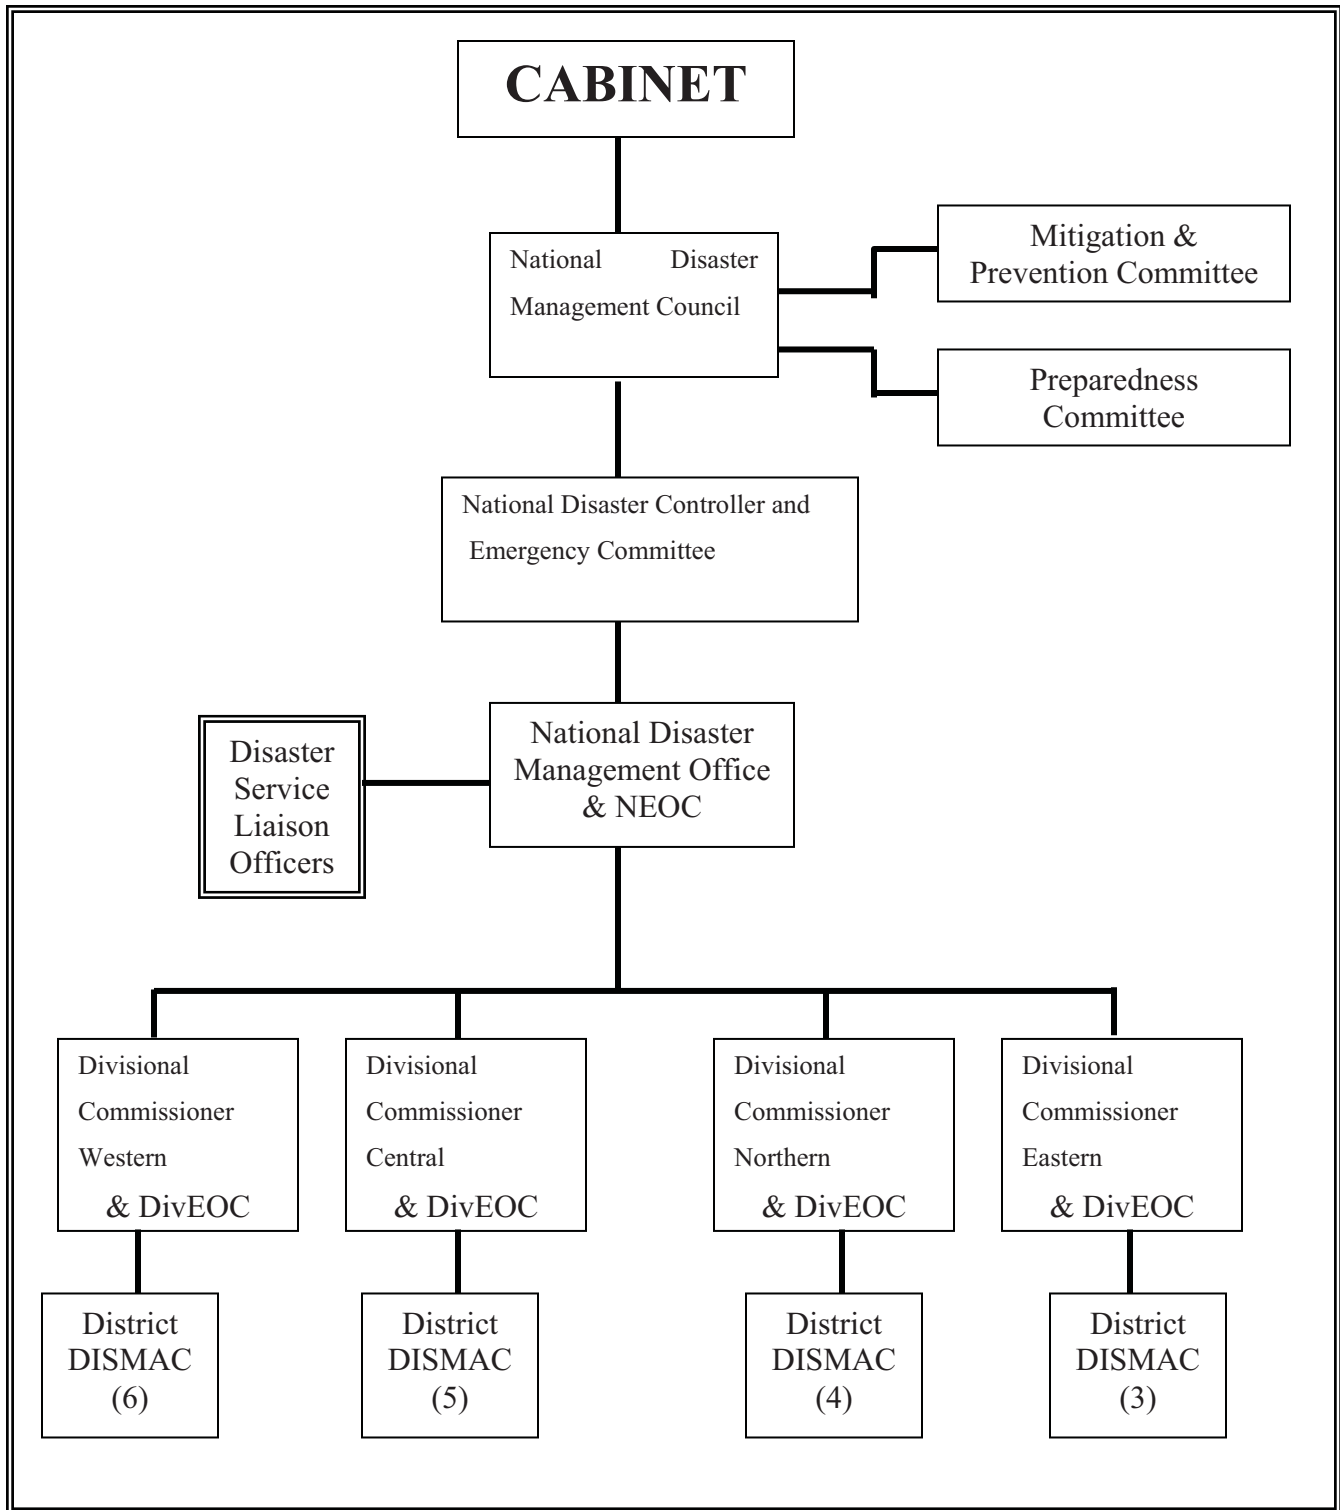 CABINET
National Disaster
Management Council
Mitigation &
Prevention Committee
Preparedness
Committee
National Disaster Controller and
Emergency Committee
Disaster
Service
Liaison
Officers
National Disaster
Management Office
& NEOC
Divisional
Commissioner
Western
& DivEOC
Divisional
Commissioner
Central
& DivEOC
Divisional
Commissioner
Northern
& DivEOC
Divisional
Commissioner
Eastern
& DivEOC
District
DISMAC
(6)
District
DISMAC
(5)
District
DISMAC
(4)
District
DISMAC
(3)